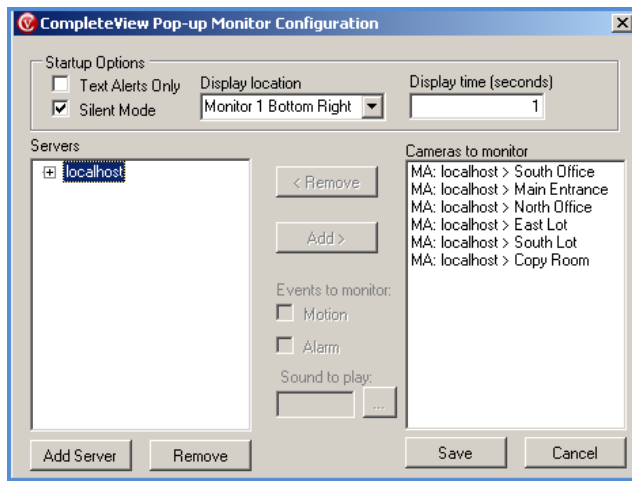 CompleteView Pop-up Monitor Configuration
Startup Options
Text Alerts Only
Silent Mode
Display location
Monitor 1 Bottom Right
Display time (seconds)
1
Servers
localhost
< Remove
Add >
Events to monitor:
Motion
Alarm
Sound to play:
...
Cameras to monitor
MA: localhost > South Office
MA: localhost > Main Entrance
MA: localhost > North Office
MA: localhost > East Lot
MA: localhost > South Lot
MA: localhost > Copy Room
Add Server
Remove
Save
Cancel